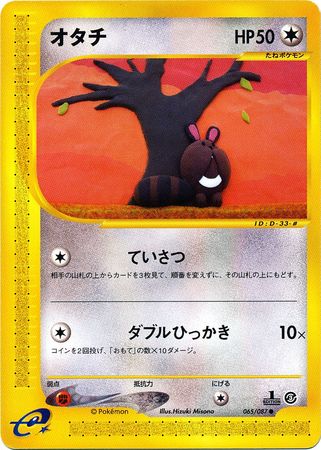 オタチ HP50
たねポケモン
ID:D-33-#
ていさつ
相手の山札の上からカードを3枚見て、順番を変えずに、その山札の上にもどす。
ダブルひっかき 10×
コインを2回投げ、「おもて」の数×10ダメージ。
弱点 抵抗力 にげる
1 EDITION
©Pokémon Illus.Hizuki Misono 065/087 ●
e